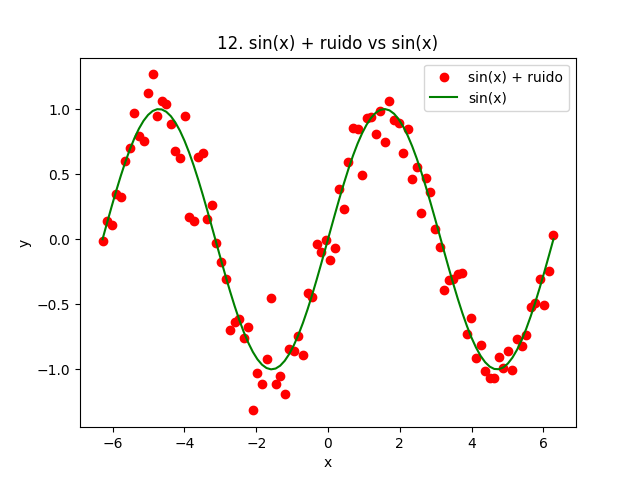 12. sin(x) + ruido vs sin(x)
sin(x) + ruido
sin(x)
1.0
0.5
0.0
−0.5
−1.0
y
−6 −4 −2 0 2 4 6
x